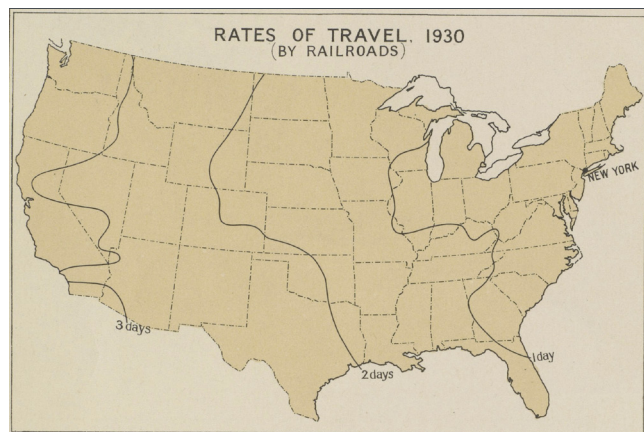 RATES OF TRAVEL, 1930
(BY RAILROADS)
NEW YORK
3 days
2 days
1 day